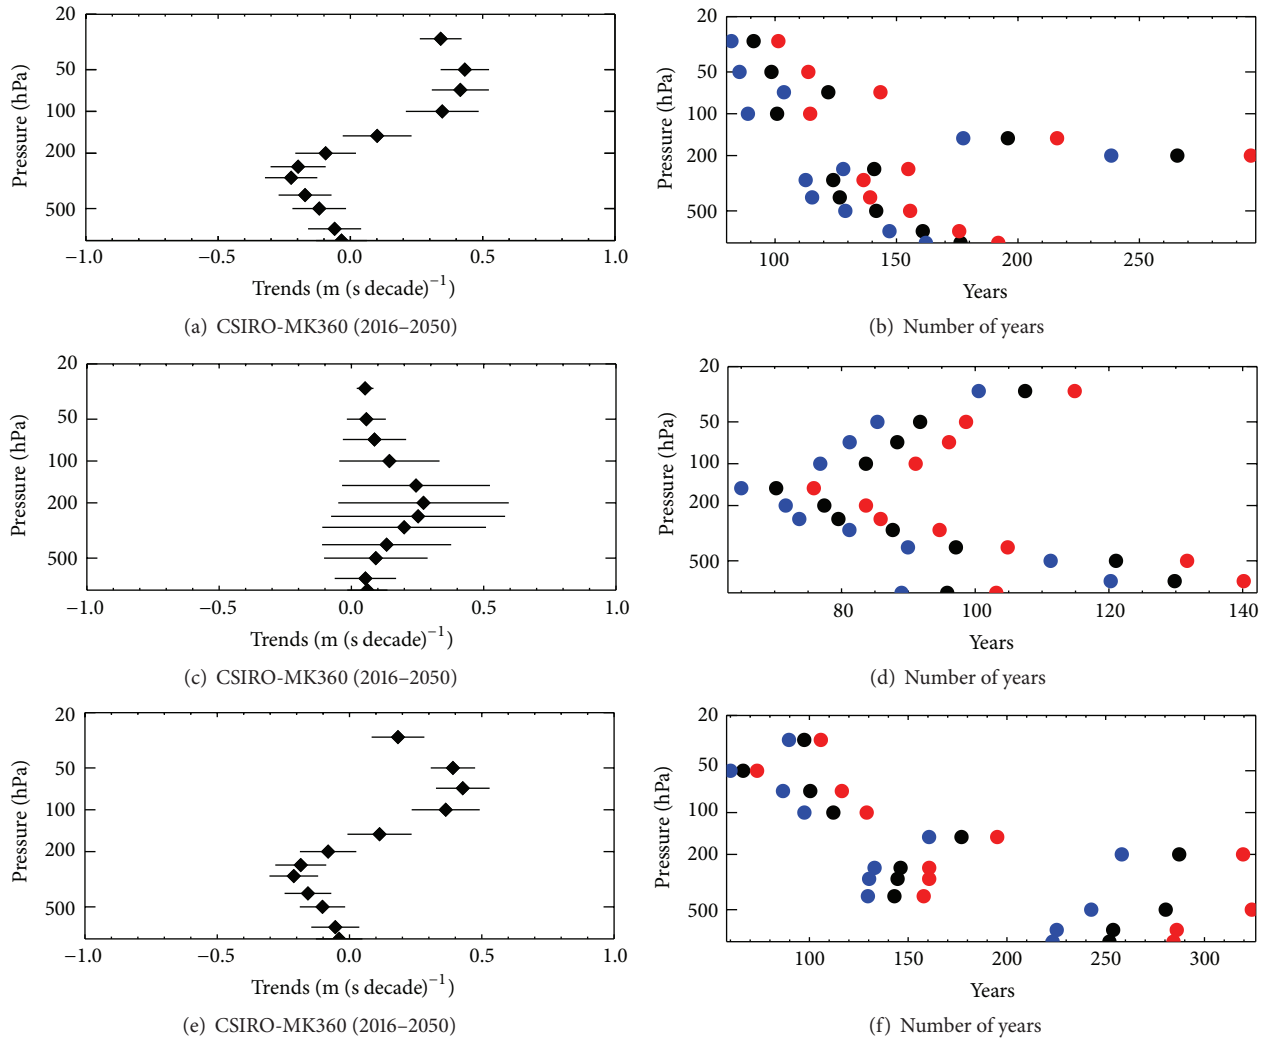 20
50
100
200
500
Pressure (hPa)
−1.0 −0.5 0.0 0.5 1.0
Trends (m (s decade)−1)
(a) CSIRO-MK360 (2016–2050)
20
50
100
200
500
Pressure (hPa)
100 150 200 250
Years
(b) Number of years
20
50
100
200
500
Pressure (hPa)
−1.0 −0.5 0.0 0.5 1.0
Trends (m (s decade)−1)
(c) CSIRO-MK360 (2016–2050)
20
50
100
200
500
Pressure (hPa)
80 100 120 140
Years
(d) Number of years
20
50
100
200
500
Pressure (hPa)
−1.0 −0.5 0.0 0.5 1.0
Trends (m (s decade)−1)
(e) CSIRO-MK360 (2016–2050)
20
50
100
200
500
Pressure (hPa)
100 150 200 250 300
Years
(f) Number of years